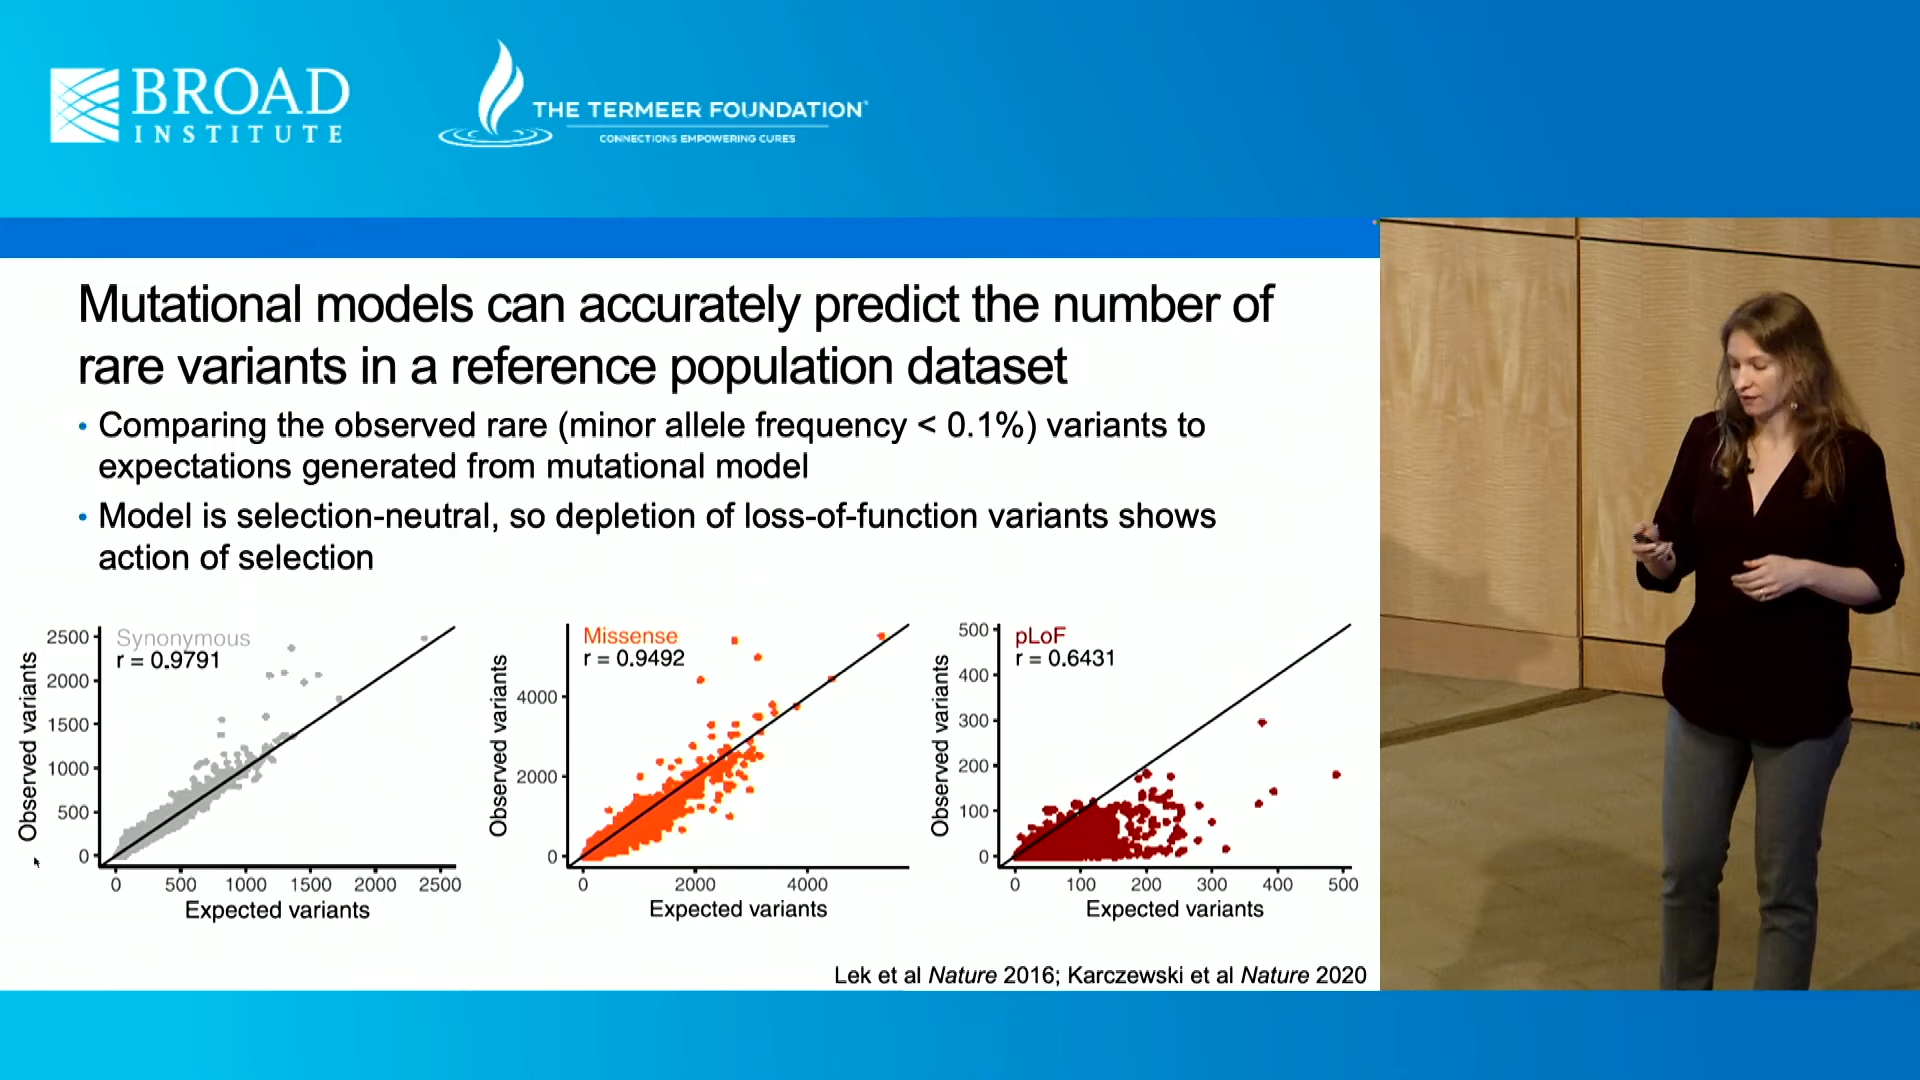 BROAD
INSTITUTE
THE TERMEER FOUNDATION
CONNECTIONS EMPOWERING CURES
Mutational models can accurately predict the number of
rare variants in a reference population dataset
• Comparing the observed rare (minor allele frequency < 0.1%) variants to
expectations generated from mutational model
• Model is selection-neutral, so depletion of loss-of-function variants shows
action of selection
Synonymous
r = 0.9791
Observed variants
2500
2000
1500
1000
500
0
0 500 1000 1500 2000 2500
Expected variants
Missense
r = 0.9492
Observed variants
4000
2000
0
0 2000 4000
Expected variants
pLoF
r = 0.6431
Observed variants
500
400
300
200
100
0
0 100 200 300 400 500
Expected variants
Lek et al Nature 2016; Karczewski et al Nature 2020